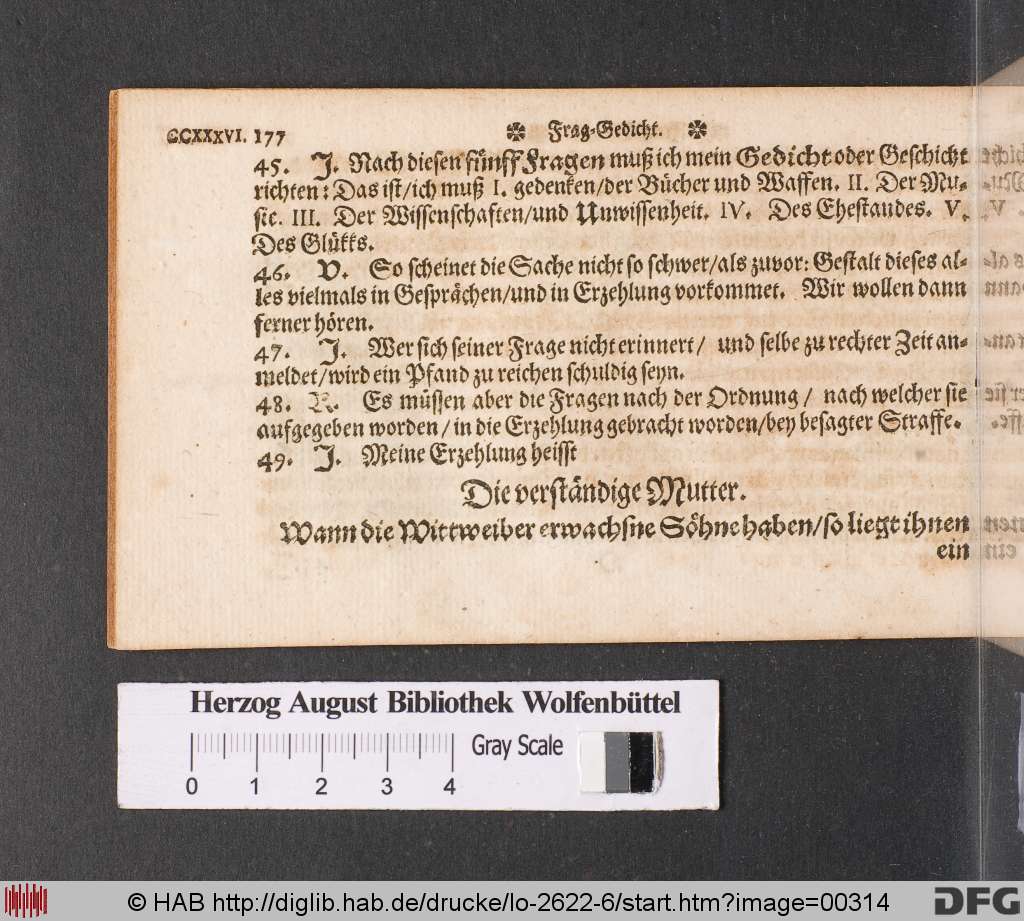 CCXXXVI. 177 ✼ Frag-Gedicht. ✼
45. J. Nach diesen fünff Fragen muß ich mein Gedicht oder Geschicht
richten: Das ist/ich muß I. gedenken/der Bücher und Waffen. II. Der Mu-
sic. III. Der Wissenschaften/und Unwissenheit. IV. Des Ehestandes. V.
Des Glükks.
46. V. So scheinet die Sache nicht so schwer/als zuvor: Gestalt dieses al-
les vielmals in Gesprächen/und in Erzehlung vorkommet. Wir wollen dann
ferner hören.
47. J. Wer sich seiner Frage nicht erinnert/ und selbe zu rechter Zeit an-
meldet/wird ein Pfand zu reichen schuldig seyn.
48. R. Es müssen aber die Fragen nach der Ordnung/ nach welcher sie
aufgegeben worden/in die Erzehlung gebracht worden/bey besagter Straffe.
49. J. Meine Erzehlung heisst
Die verständige Mutter.
Wann die Wittweiber erwachsne Söhne haben/so liegt ihnen
ein
Herzog August Bibliothek Wolfenbüttel
Gray Scale
0 1 2 3 4
© HAB http://diglib.hab.de/drucke/lo-2622-6/start.htm?image=00314 DFG